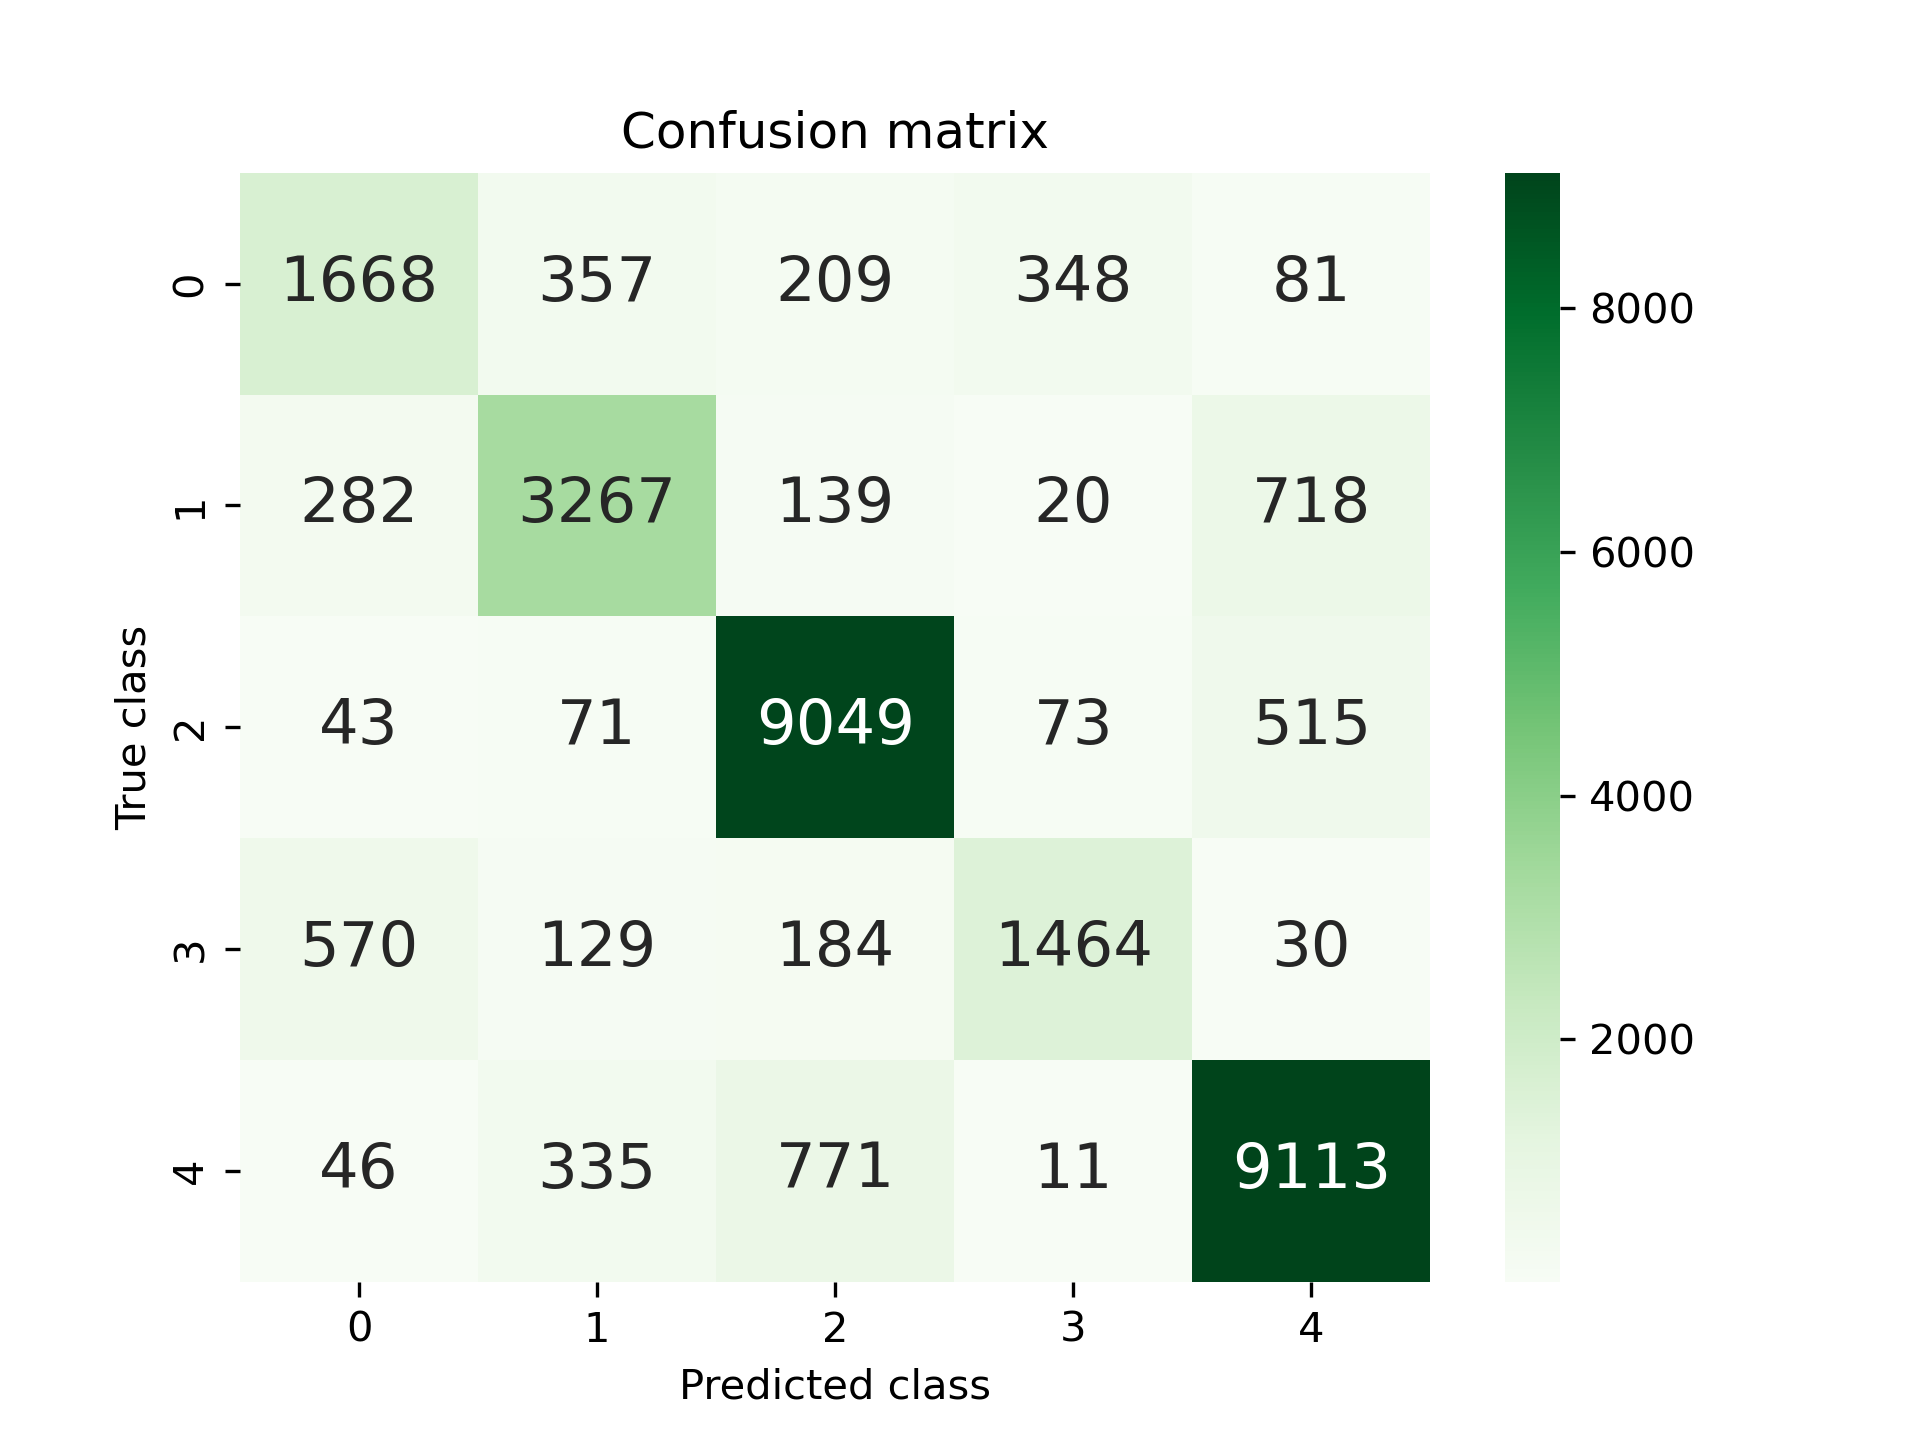 Confusion matrix
0 1668 357 209 348 81
1 282 3267 139 20 718
2 43 71 9049 73 515
3 570 129 184 1464 30
4 46 335 771 11 9113
0 1 2 3 4
Predicted class
True class
8000
6000
4000
2000